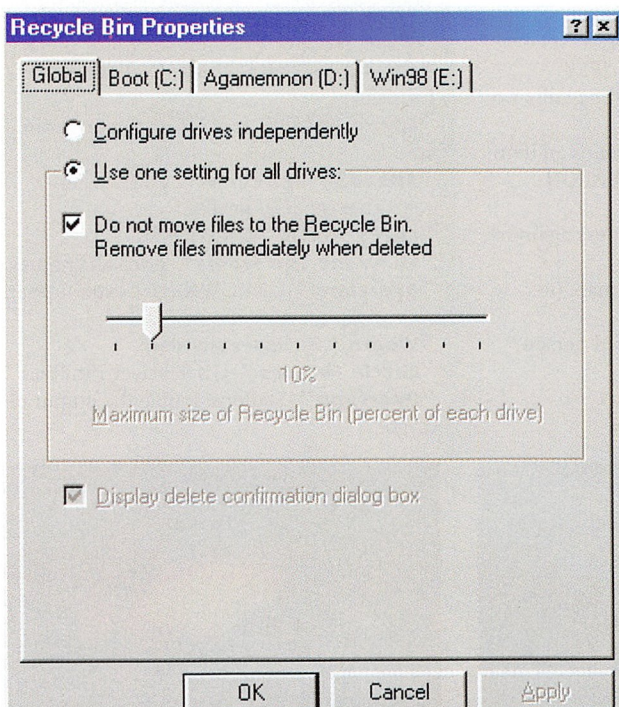 Recycle Bin Properties
Global
Boot (C:)
Agamemnon (D:)
Win98 (E:)
Configure drives independently
Use one setting for all drives:
Do not move files to the Recycle Bin.
Remove files immediately when deleted
10%
Maximum size of Recycle Bin (percent of each drive)
Display delete confirmation dialog box
OK
Cancel
Apply